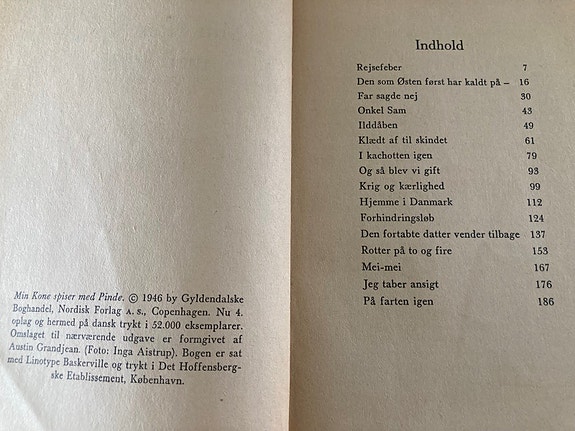 Min Kone spiser med Pinde. © 1946 by Gyldendalske
Boghandel, Nordisk Forlag A. S., Copenhagen. Nu 4.
oplag og hermed på dansk trykt i 52.000 eksemplarer.
Omslaget til nærværende udgave er formgivet af
Austin Grandjean. (Foto: Inga Aistrup). Bogen er sat
med Linotype Baskerville og trykt i Det Hoffensberg-
ske Etablissement, København.
Indhold
Rejsefeber 7
Den som Østen først har kaldt på – 16
Far sagde nej 30
Onkel Sam 43
Ilddåben 49
Klædt af til skindet 61
I kachotten igen 79
Og så blev vi gift 93
Krig og kærlighed 99
Hjemme i Danmark 112
Forhindringsløb 124
Den fortabte datter vender tilbage 137
Rotter på to og fire 153
Mei-mei 167
Jeg taber ansigt 176
På farten igen 186